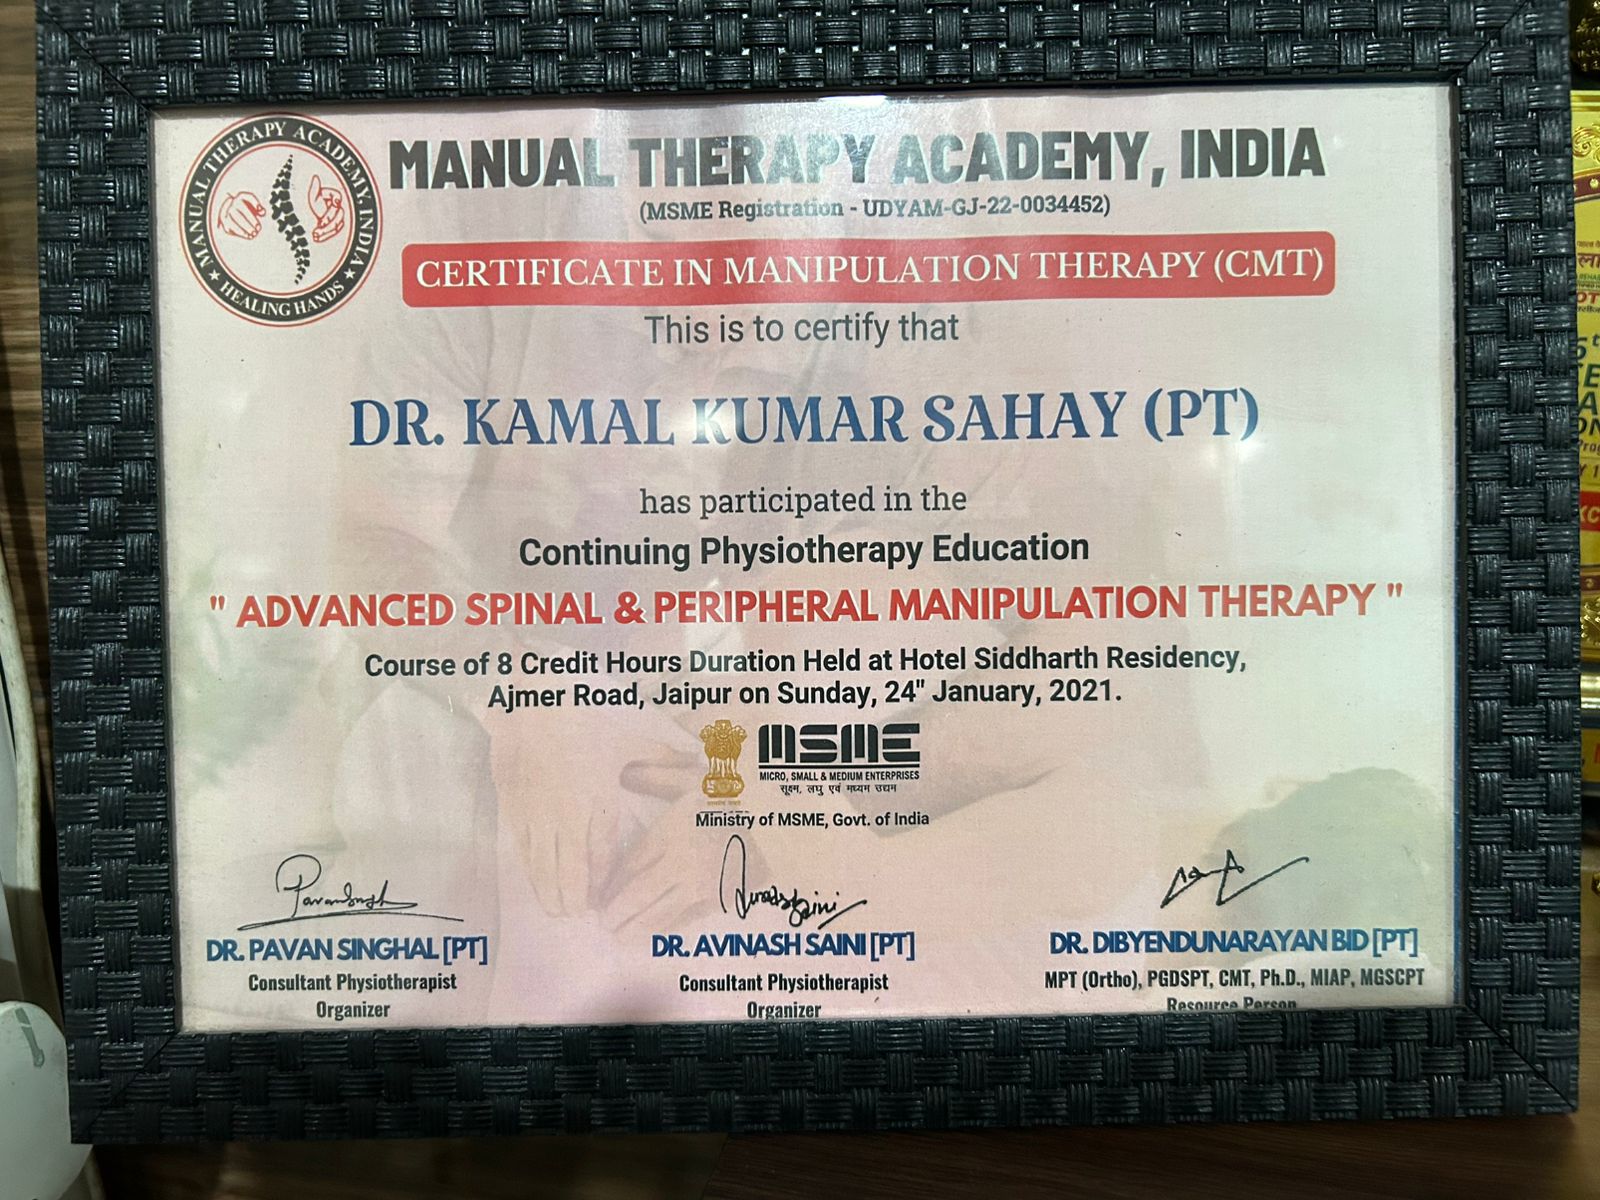 MANUAL THERAPY ACADEMY, INDIA
★ HEALING HANDS ★
MANUAL THERAPY ACADEMY, INDIA
(MSME Registration - UDYAM-GJ-22-0034452)
CERTIFICATE IN MANIPULATION THERAPY (CMT)
This is to certify that
DR. KAMAL KUMAR SAHAY (PT)
has participated in the
Continuing Physiotherapy Education
" ADVANCED SPINAL & PERIPHERAL MANIPULATION THERAPY "
Course of 8 Credit Hours Duration Held at Hotel Siddharth Residency,
Ajmer Road, Jaipur on Sunday, 24" January, 2021.
MSME
MICRO, SMALL & MEDIUM ENTERPRISES
सूक्ष्म, लघु एवं मध्यम उद्यम
Ministry of MSME, Govt. of India
DR. PAVAN SINGHAL [PT]
Consultant Physiotherapist
Organizer
DR. AVINASH SAINI [PT]
Consultant Physiotherapist
Organizer
DR. DIBYENDUNARAYAN BID [PT]
MPT (Ortho), PGDSPT, CMT, Ph.D., MIAP, MGSCPT
Resource Person